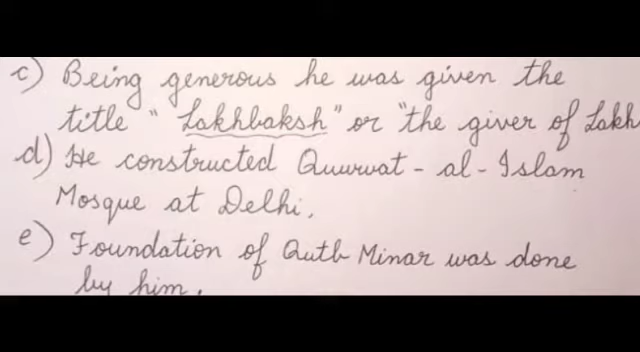 c) Being generous he was given the
title "Lakhbaksh" or "the giver of Lakh
d) He constructed Quwwat-al-Islam
Mosque at Delhi.
e) Foundation of Qutb Minar was done
by him.